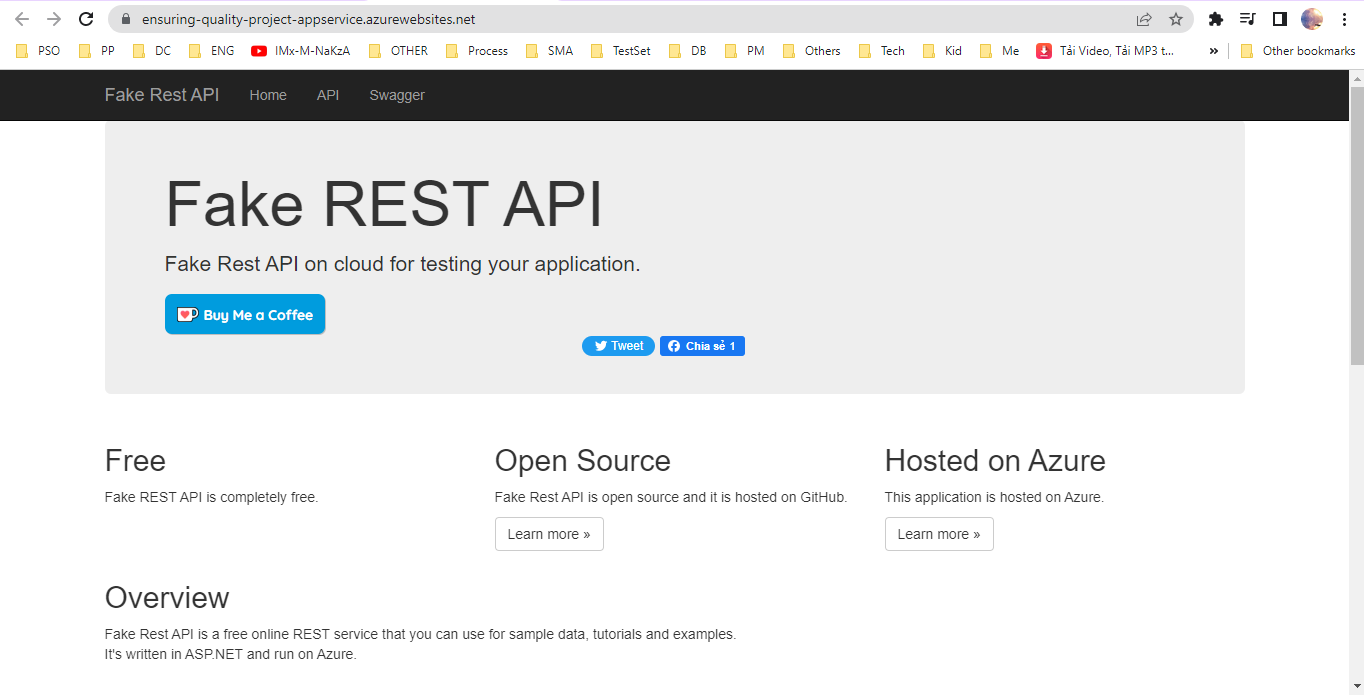 ensuring-quality-project-appservice.azurewebsites.net
PSO PP DC ENG IMx-M-NaKzA OTHER Process SMA TestSet DB PM Others Tech Kid Me Tải Video, Tải MP3 t... » Other bookmarks
Fake Rest API Home API Swagger
Fake REST API
Fake Rest API on cloud for testing your application.
Buy Me a Coffee
Tweet Chia sẻ 1
Free
Fake REST API is completely free.
Open Source
Fake Rest API is open source and it is hosted on GitHub.
Learn more »
Hosted on Azure
This application is hosted on Azure.
Learn more »
Overview
Fake Rest API is a free online REST service that you can use for sample data, tutorials and examples.
It's written in ASP.NET and run on Azure.